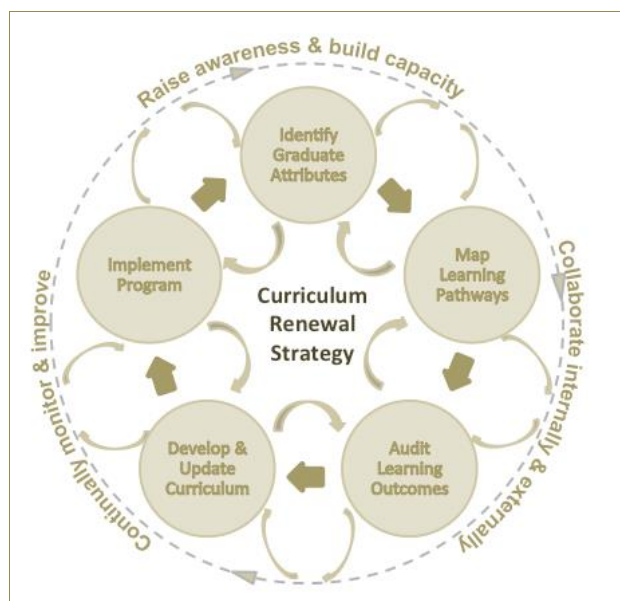 Raise awareness & build capacity
Identify
Graduate
Attributes
Implement
Program
Map
Learning
Pathways
Curriculum
Renewal
Strategy
Collaborate internally & externally
Continually monitor & improve
Develop &
Update
Curriculum
Audit
Learning
Outcomes